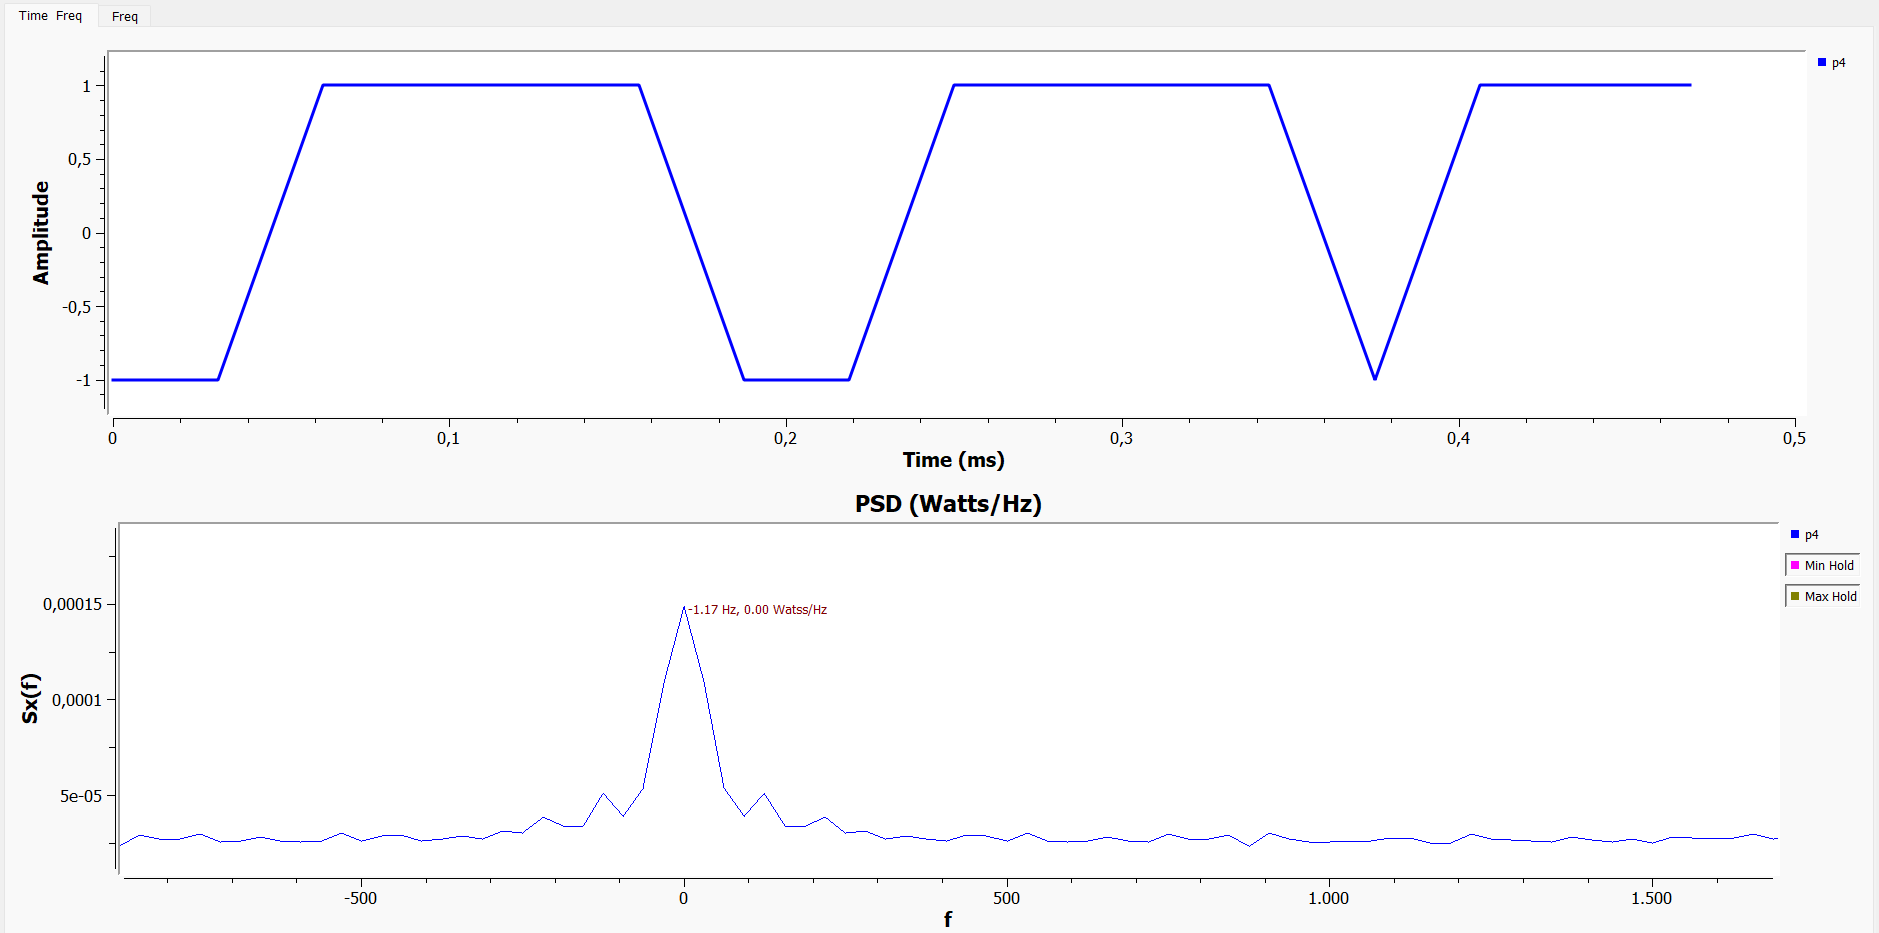 Time Freq
Freq
1
0,5
0
-0,5
-1
Amplitude
p4
0
0,1
0,2
0,3
0,4
0,5
Time (ms)
PSD (Watts/Hz)
0,00015
0,0001
5e-05
Sx(f)
-1.17 Hz, 0.00 Watss/Hz
p4
Min Hold
Max Hold
-500
0
500
1.000
1.500
f